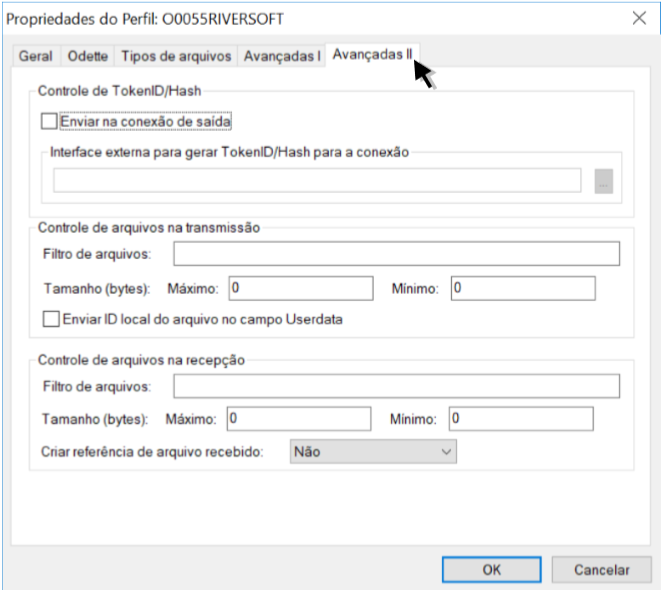 Propriedades do Perfil: O0055RIVERSOFT
Geral Odette Tipos de arquivos Avançadas I Avançadas II
Controle de TokenID/Hash
Enviar na conexão de saída
Interface externa para gerar TokenID/Hash para a conexão
...
Controle de arquivos na transmissão
Filtro de arquivos:
Tamanho (bytes): Máximo: 0 Mínimo: 0
Enviar ID local do arquivo no campo Userdata
Controle de arquivos na recepção
Filtro de arquivos:
Tamanho (bytes): Máximo: 0 Mínimo: 0
Criar referência de arquivo recebido: Não
OK Cancelar